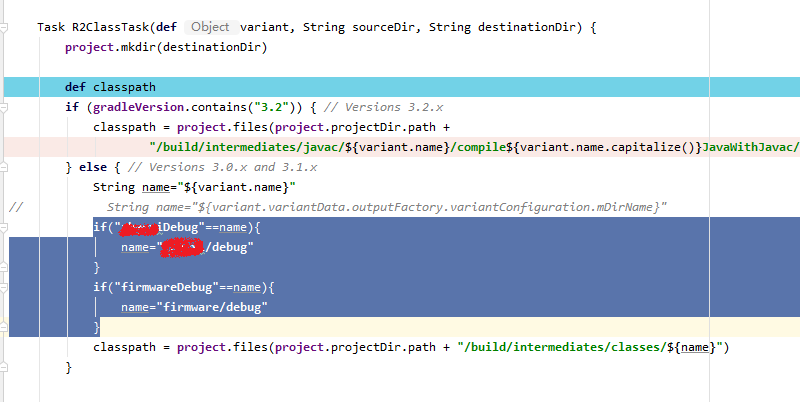 Task R2ClassTask(def Object variant, String sourceDir, String destinationDir) {
project.mkdir(destinationDir)
def classpath
if (gradleVersion.contains("3.2")) { // Versions 3.2.x
classpath = project.files(project.projectDir.path +
"/build/intermediates/javac/${variant.name}/compile${variant.name.capitalize()}JavaWithJavac/
} else { // Versions 3.0.x and 3.1.x
String name="${variant.name}"
// String name="${variant.variantData.outputFactory.variantConfiguration.mDirName}"
if("iDebug"==name){
name="/debug"
}
if("firmwareDebug"==name){
name="firmware/debug"
}
classpath = project.files(project.projectDir.path + "/build/intermediates/classes/${name}")
}